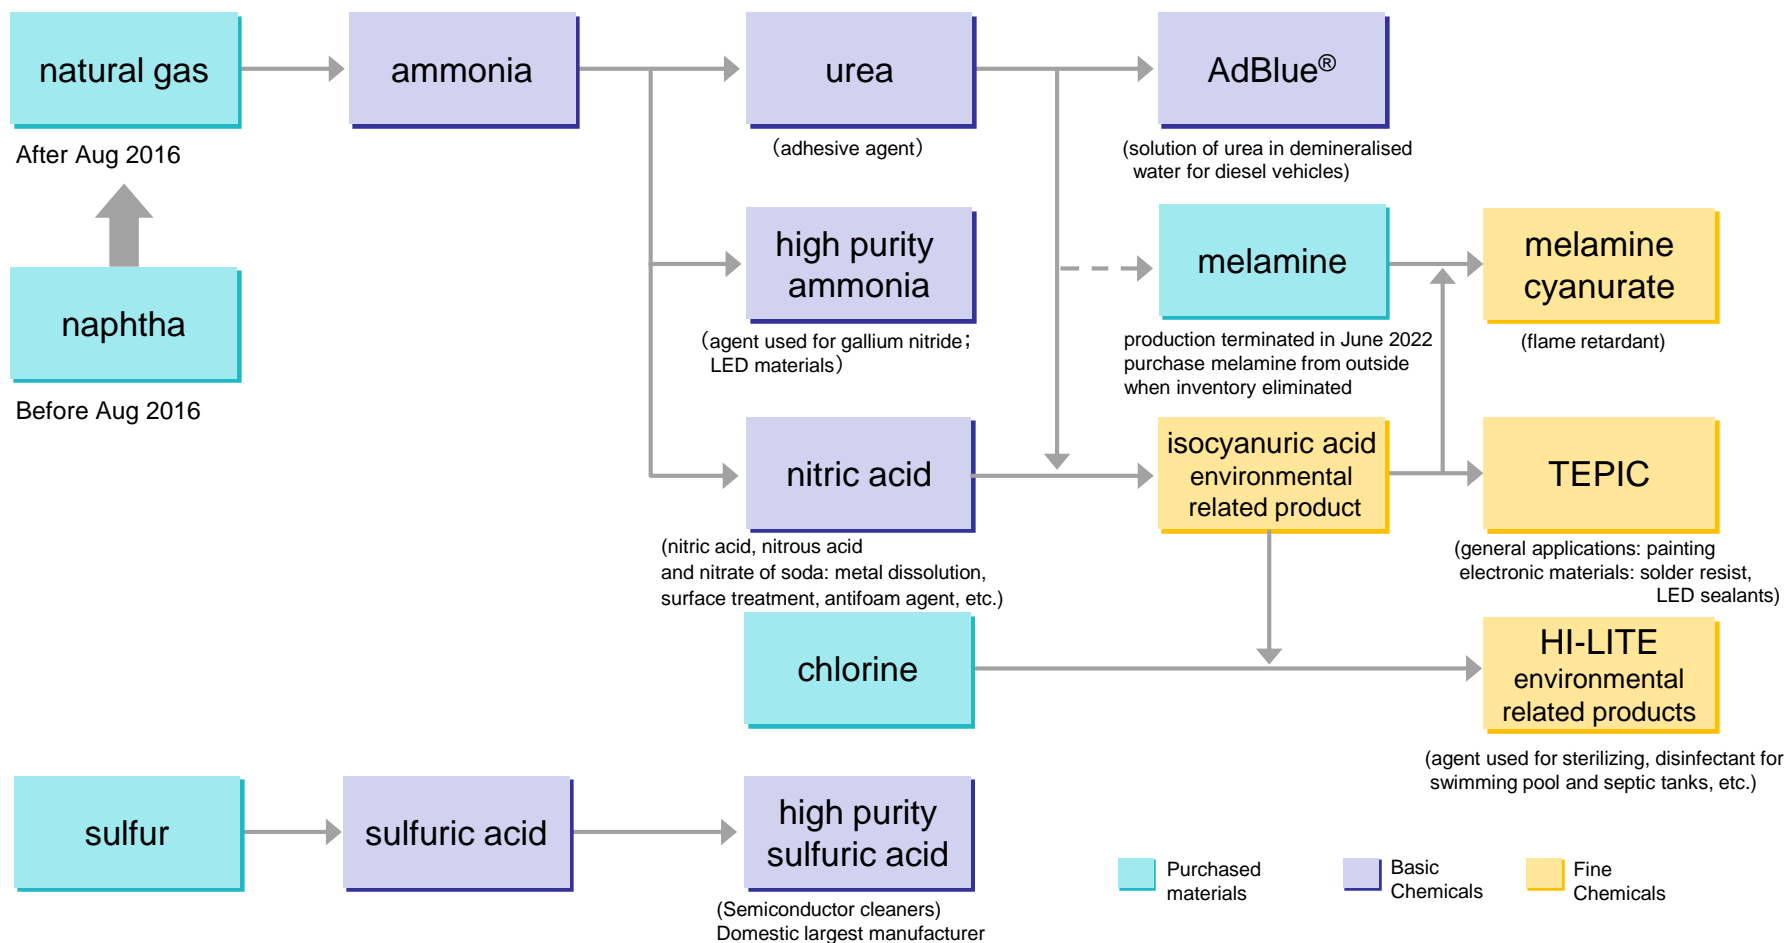 natural gas
After Aug 2016
naphtha
Before Aug 2016
ammonia
urea
(adhesive agent)
AdBlue®
(solution of urea in demineralised
water for diesel vehicles)
high purity
ammonia
(agent used for gallium nitride;
LED materials)
melamine
production terminated in June 2022
purchase melamine from outside
when inventory eliminated
melamine
cyanurate
(flame retardant)
nitric acid
(nitric acid, nitrous acid
and nitrate of soda: metal dissolution,
surface treatment, antifoam agent, etc.)
isocyanuric acid
environmental
related product
TEPIC
(general applications: painting
electronic materials: solder resist,
LED sealants)
chlorine
HI-LITE
environmental
related products
(agent used for sterilizing, disinfectant for
swimming pool and septic tanks, etc.)
sulfur
sulfuric acid
high purity
sulfuric acid
(Semiconductor cleaners)
Domestic largest manufacturer
Purchased
materials
Basic
Chemicals
Fine
Chemicals